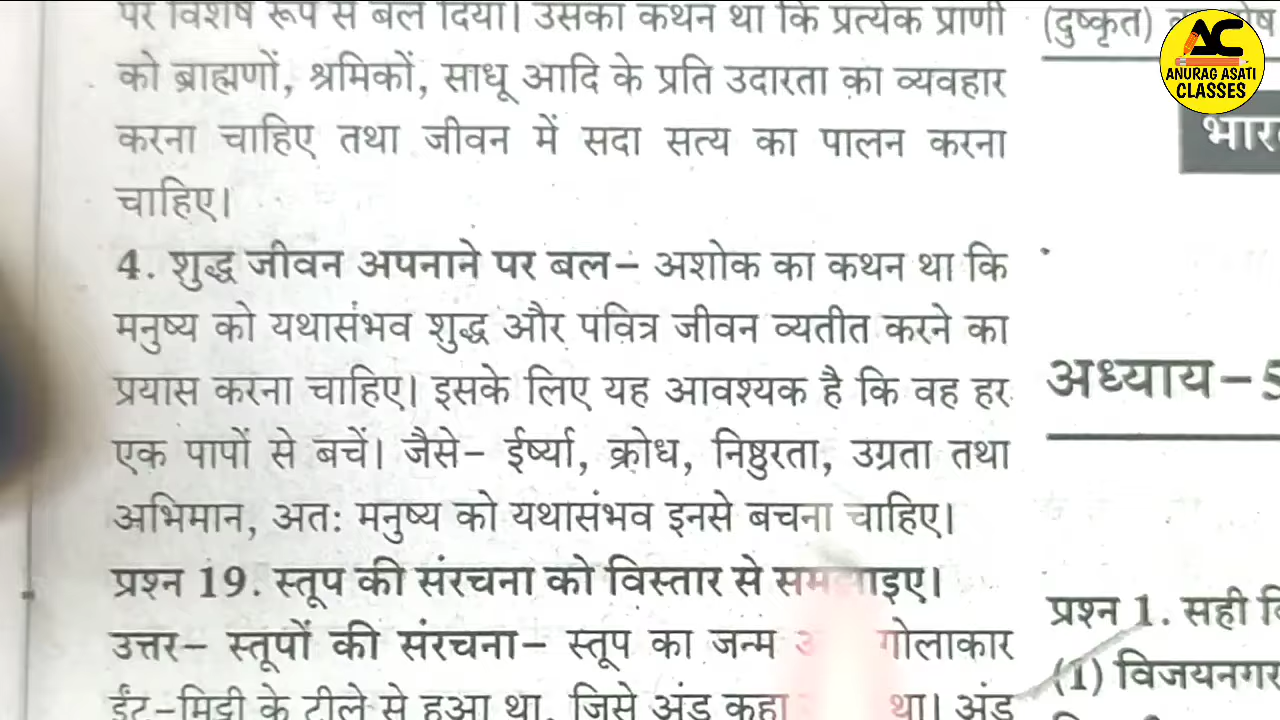 पर विशेष रूप से बल दिया। उसका कथन था कि प्रत्येक प्राणी
को ब्राह्मणों, श्रमिकों, साधू आदि के प्रति उदारता का व्यवहार
करना चाहिए तथा जीवन में सदा सत्य का पालन करना
चाहिए।
4. शुद्ध जीवन अपनाने पर बल– अशोक का कथन था कि
मनुष्य को यथासंभव शुद्ध और पवित्र जीवन व्यतीत करने का
प्रयास करना चाहिए। इसके लिए यह आवश्यक है कि वह हर
एक पापों से बचें। जैसे– ईर्ष्या, क्रोध, निष्ठुरता, उग्रता तथा
अभिमान, अतः मनुष्य को यथासंभव इनसे बचना चाहिए।
प्रश्न 19. स्तूप की संरचना को विस्तार से समझाइए।
उत्तर– स्तूपों की संरचना– स्तूप का जन्म गोलाकार
ईंट-मिट्टी के टीले से हुआ था, जिसे अंड कहा था। अंड
(दुष्कृत)
भार
अध्याय–5
प्रश्न 1. सही
(1) विजयनगर
AC
ANURAG ASATI
CLASSES